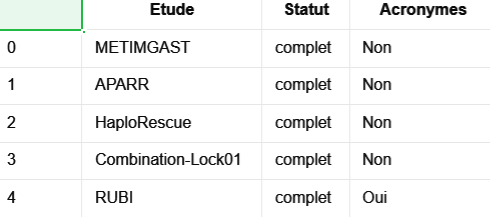 Etude Statut Acronymes
0 METIMGAST complet Non
1 APARR complet Non
2 HaploRescue complet Non
3 Combination-Lock01 complet Non
4 RUBI complet Oui